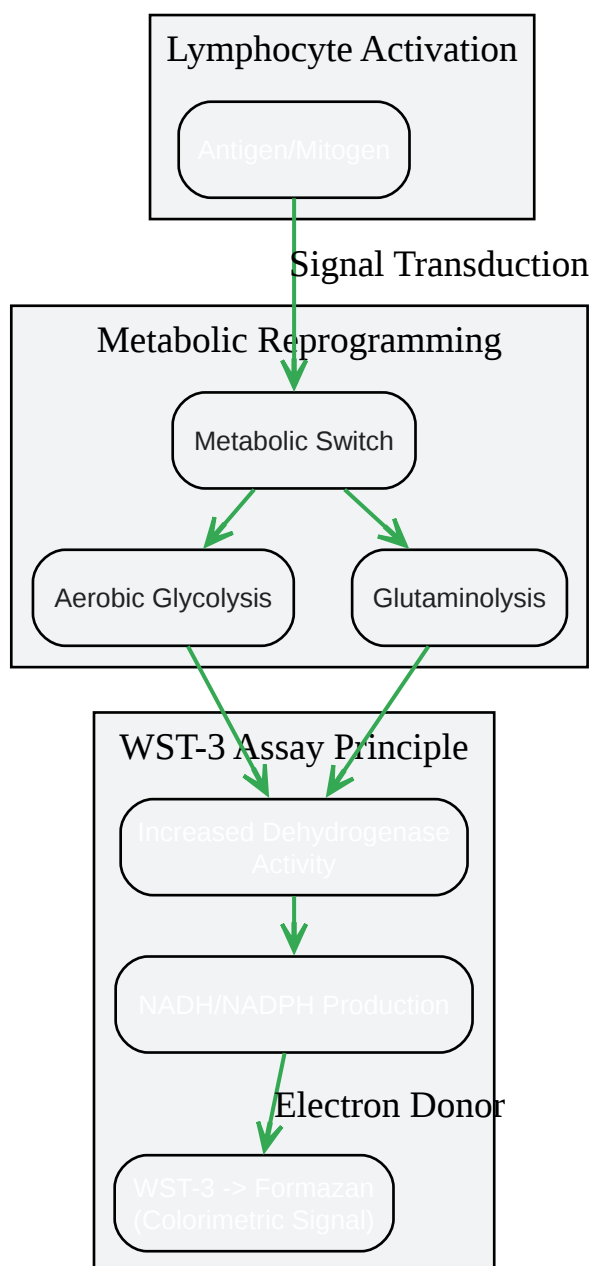 Lymphocyte Activation
Antigen/Mitogen
Signal Transduction
Metabolic Reprogramming
Metabolic Switch
Aerobic Glycolysis
Glutaminolysis
WST-3 Assay Principle
Increased Dehydrogenase
Activity
NADH/NADPH Production
Electron Donor
WST-3 -> Formazan
(Colorimetric Signal)